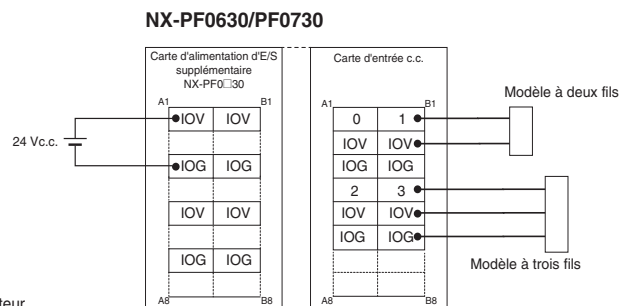 NX-PF0630/PF0730
Carte d'alimentation d'E/S
supplémentaire
NX-PF0□30
Carte d'entrée c.c.
A1 B1
A1 B1
Modèle à deux fils
24 Vc.c.
IOV IOV
IOG IOG
IOV IOV
IOG IOG
0 1
IOV IOV
IOG IOG
2 3
IOV IOV
IOG IOG
Modèle à trois fils
A8 B8
A8 B8
teur